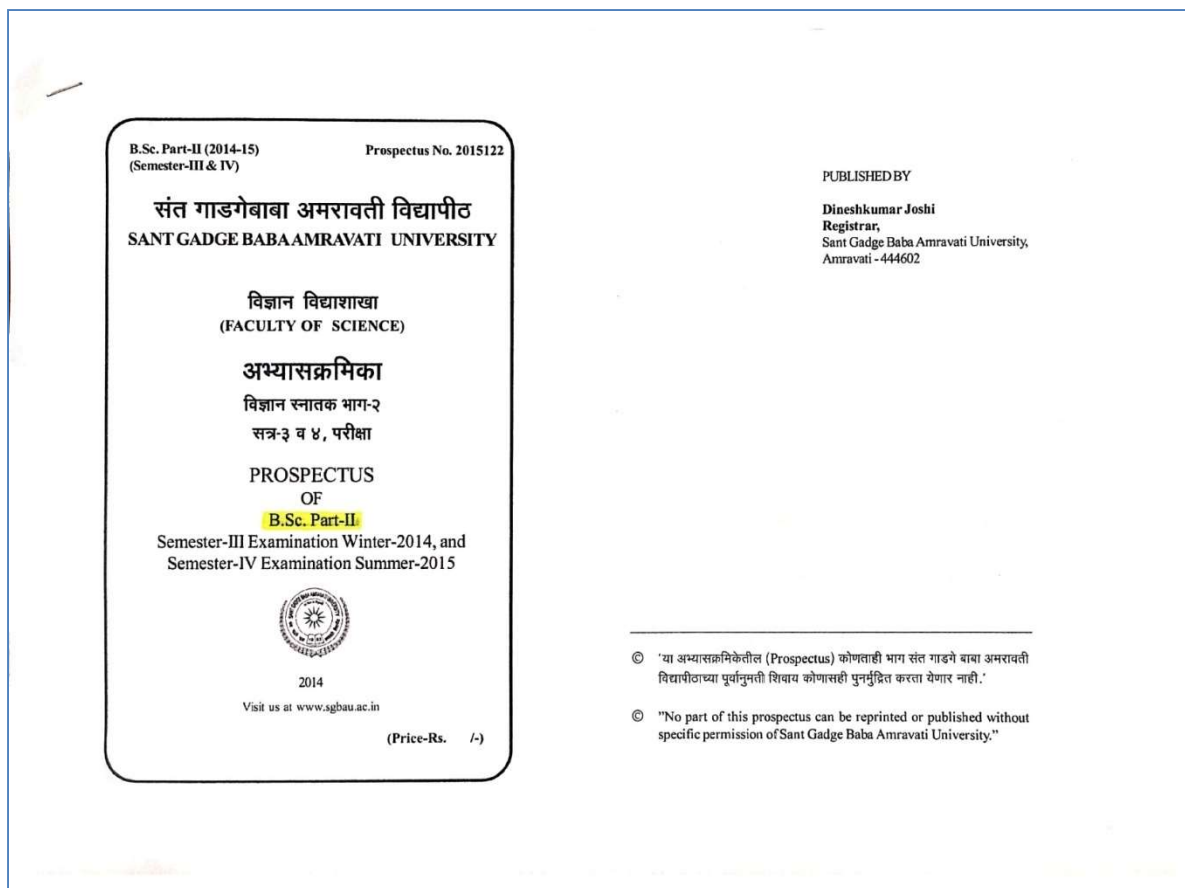 B.Sc. Part-II (2014-15) Prospectus No. 2015122
(Semester-III & IV)
संत गाडगेबाबा अमरावती विद्यापीठ
SANT GADGE BABA AMRAVATI UNIVERSITY
विज्ञान विद्याशाखा
(FACULTY OF SCIENCE)
अभ्यासक्रमिका
विज्ञान स्नातक भाग-२
सत्र-३ व ४, परीक्षा
PROSPECTUS
OF
B.Sc. Part-II
Semester-III Examination Winter-2014, and
Semester-IV Examination Summer-2015
2014
Visit us at www.sgbau.ac.in
(Price-Rs. /-)
PUBLISHED BY
Dineshkumar Joshi
Registrar,
Sant Gadge Baba Amravati University,
Amravati - 444602
© 'या अभ्यासक्रमिकेतील (Prospectus) कोणताही भाग संत गाडगे बाबा अमरावती
विद्यापीठाच्या पूर्वानुमती शिवाय कोणासही पुनर्मुद्रित करता येणार नाही.'
© "No part of this prospectus can be reprinted or published without
specific permission of Sant Gadge Baba Amravati University."